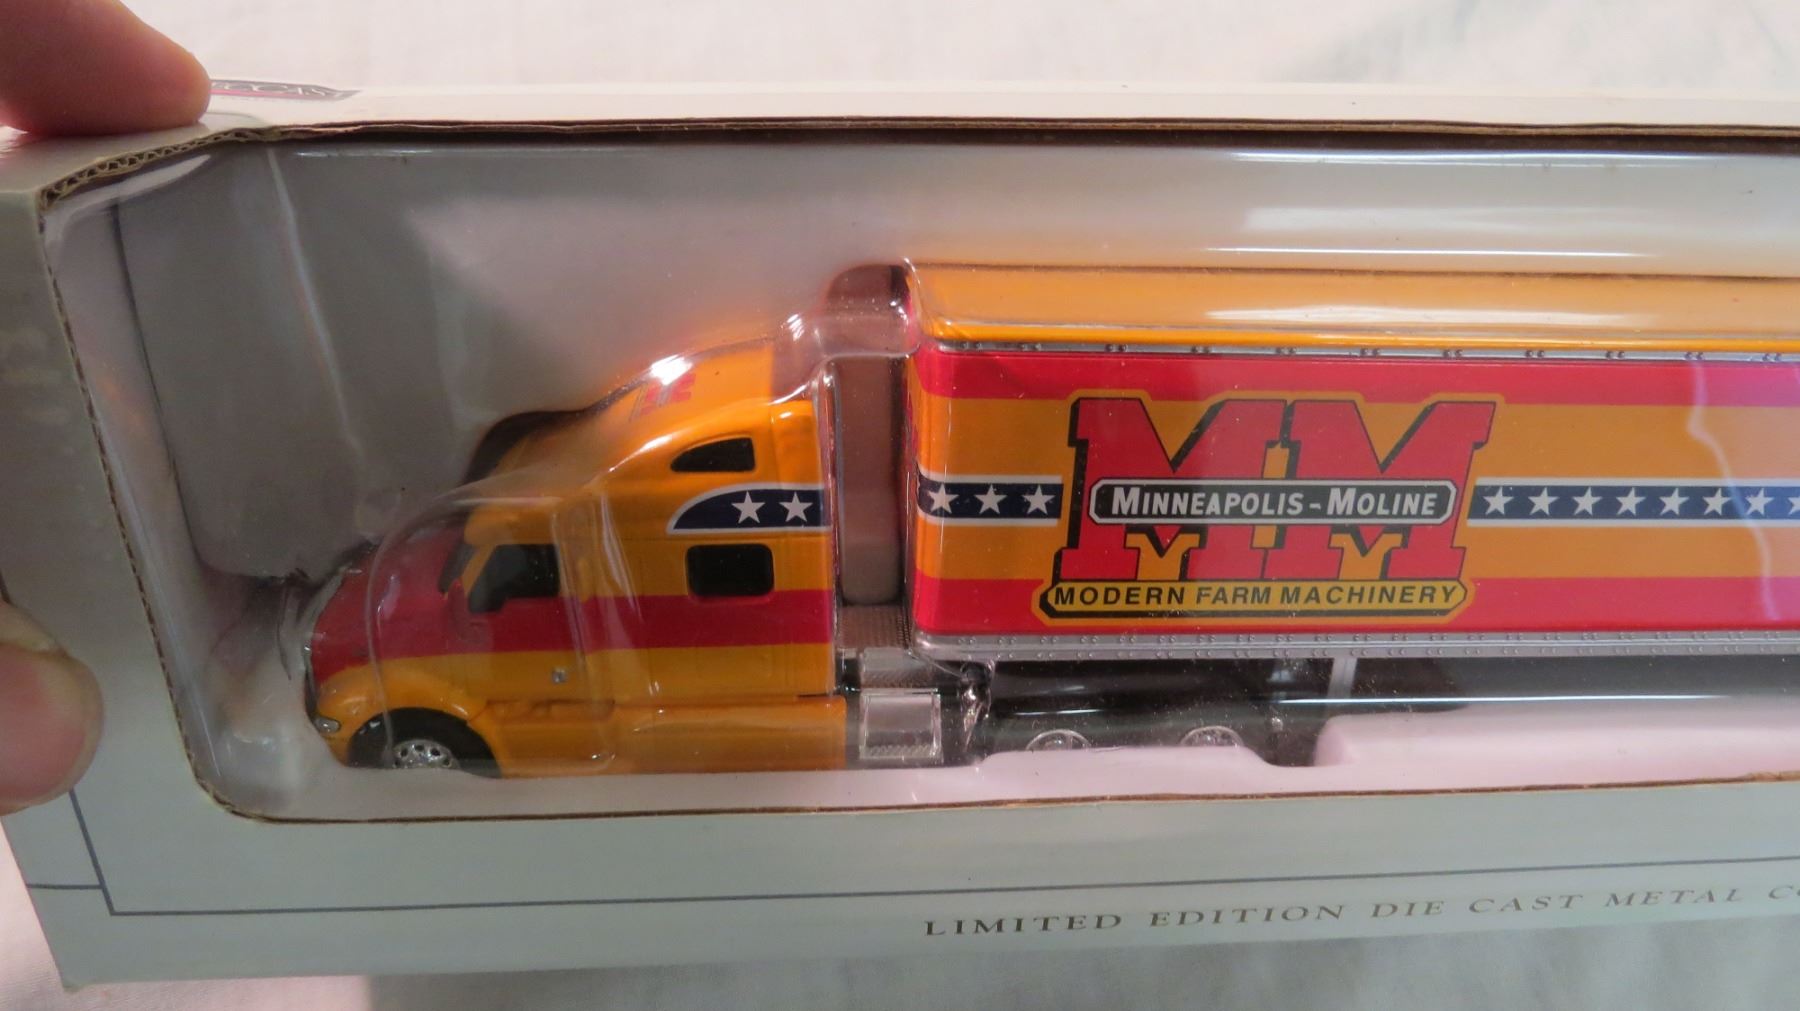 MM
MINNEAPOLIS-MOLINE
MODERN FARM MACHINERY
LIMITED EDITION DIE CAST METAL